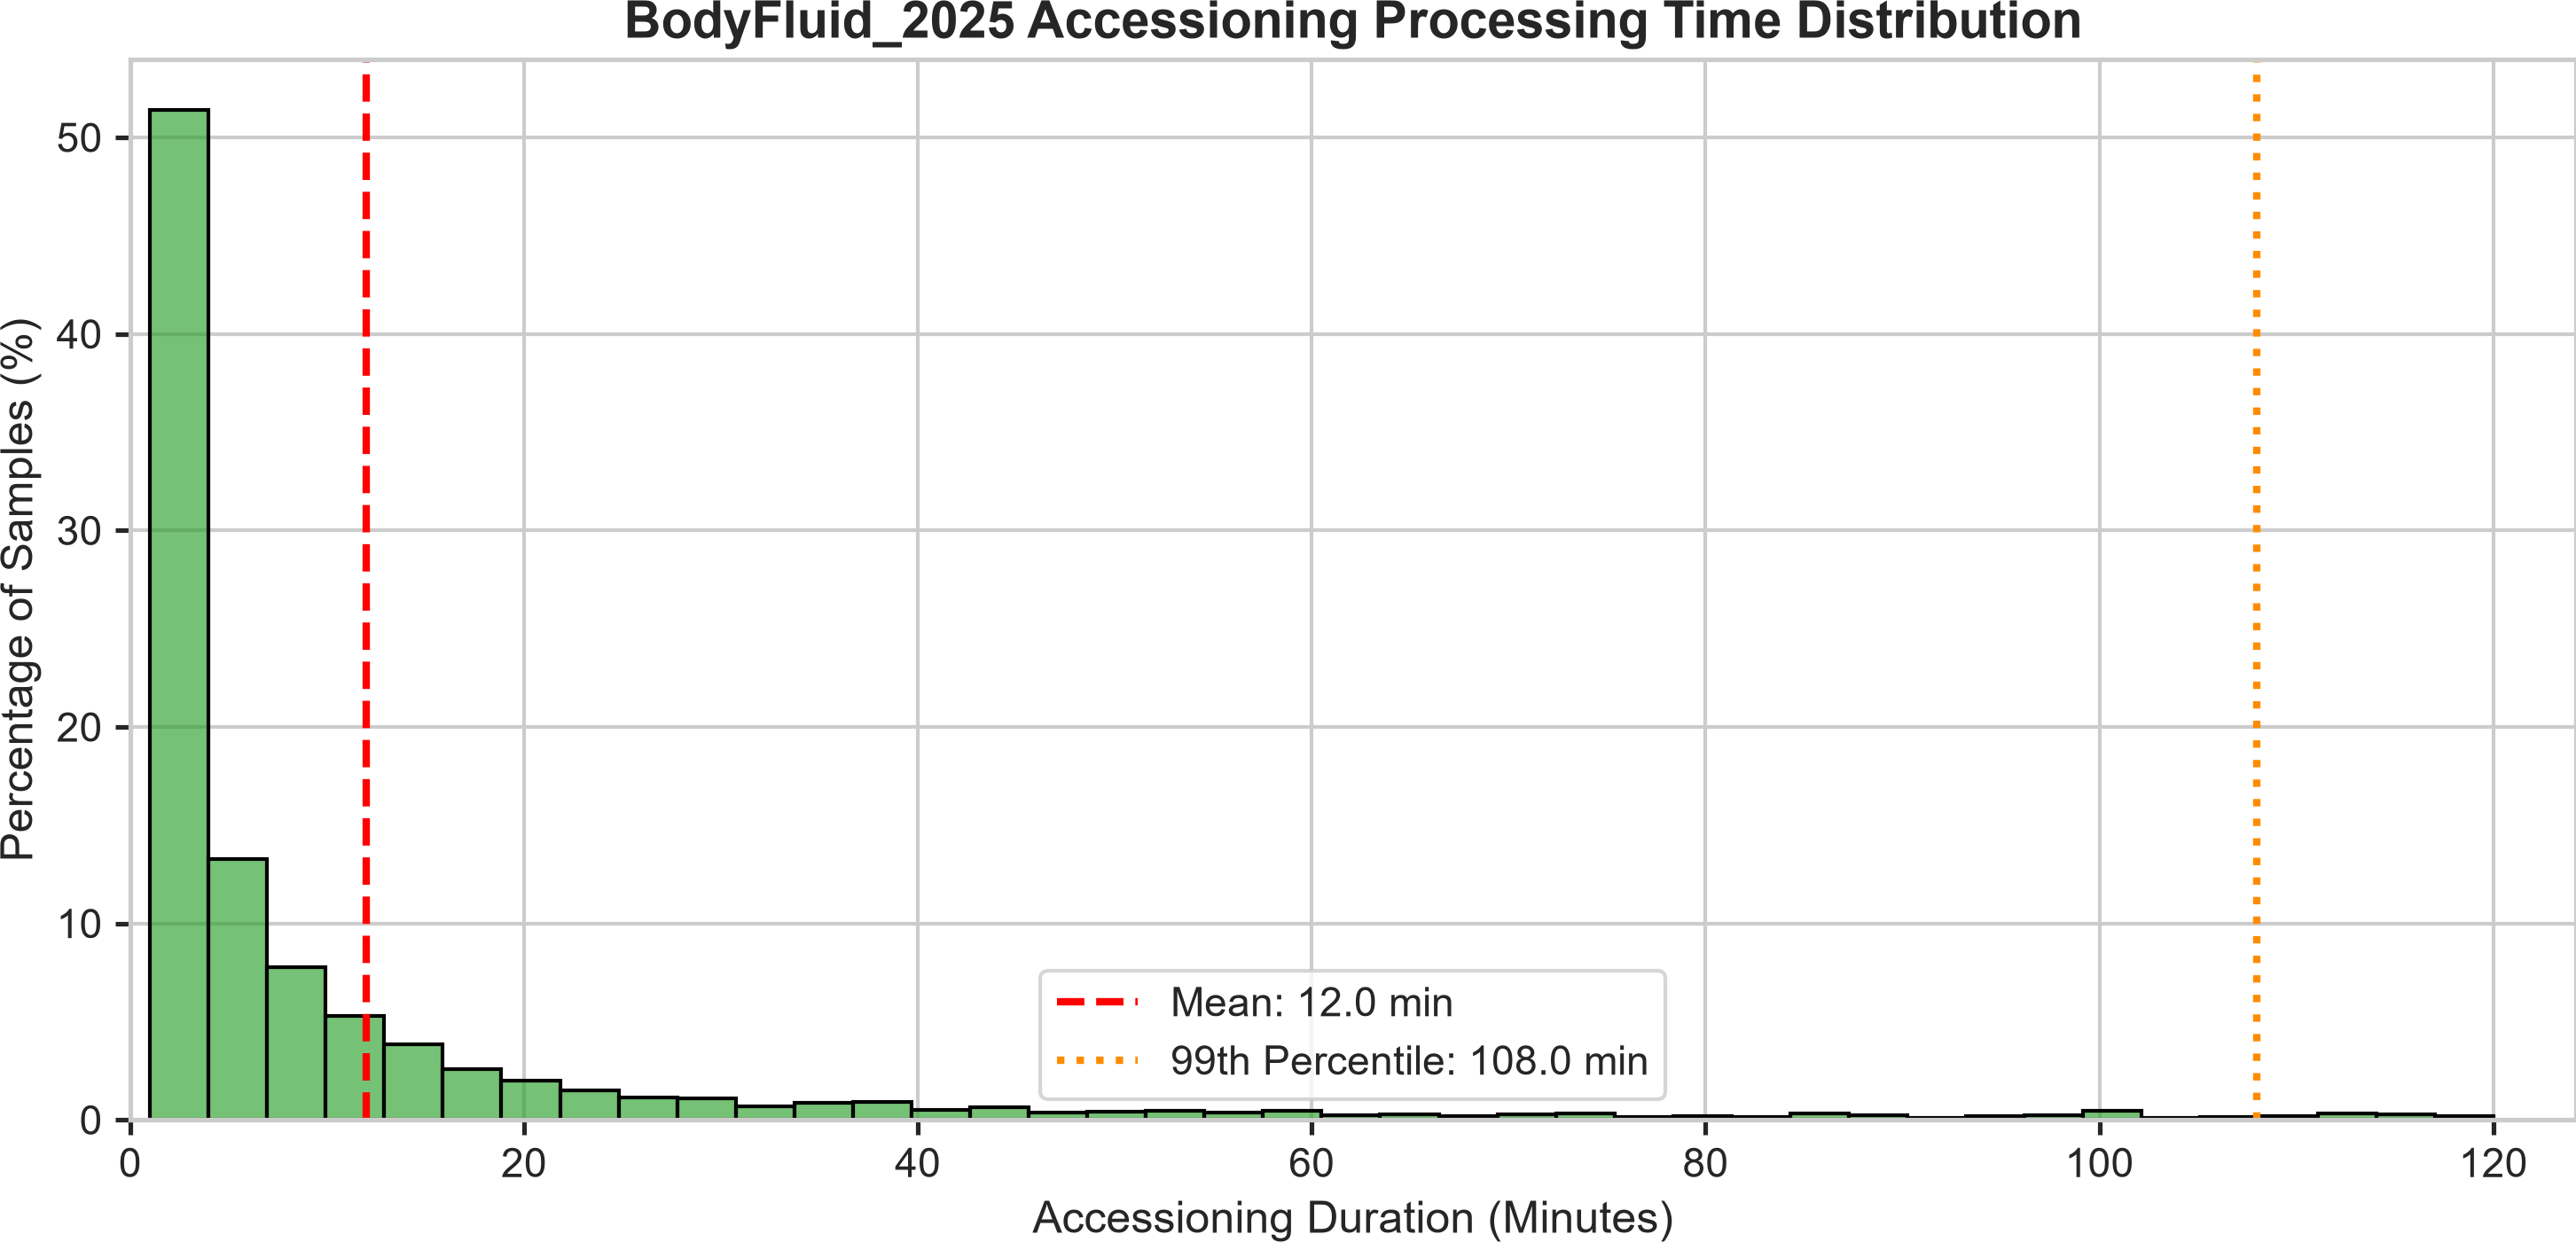 BodyFluid_2025 Accessioning Processing Time Distribution
Percentage of Samples (%)
50
40
30
20
10
0
Mean: 12.0 min
99th Percentile: 108.0 min
0 20 40 60 80 100 120
Accessioning Duration (Minutes)